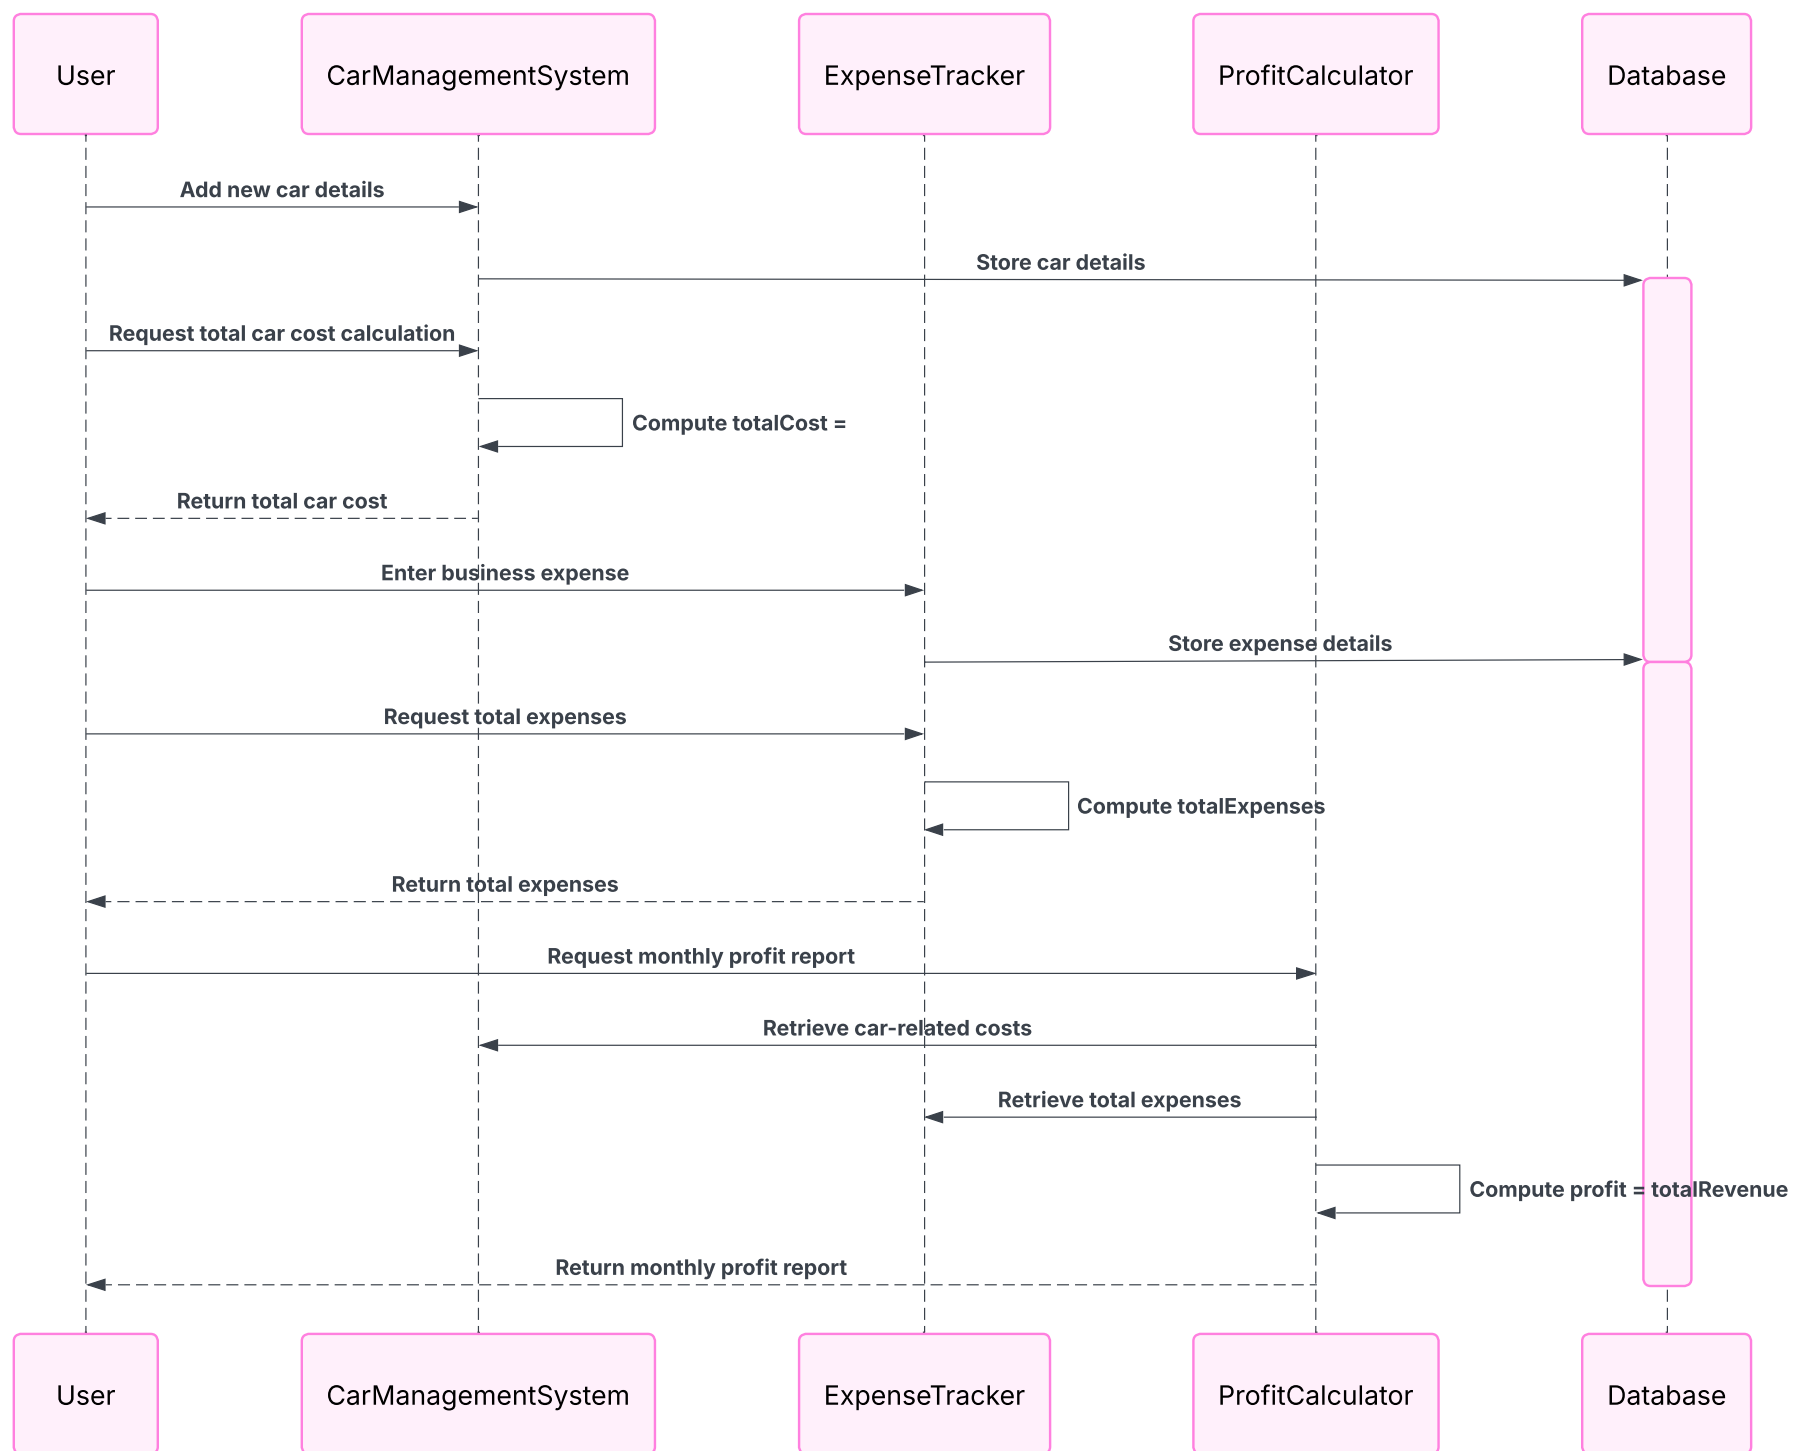 User
CarManagementSystem
ExpenseTracker
ProfitCalculator
Database
Add new car details
Store car details
Request total car cost calculation
Compute totalCost =
Return total car cost
Enter business expense
Store expense details
Request total expenses
Compute totalExpenses
Return total expenses
Request monthly profit report
Retrieve car-related costs
Retrieve total expenses
Compute profit = totalRevenue
Return monthly profit report
User
CarManagementSystem
ExpenseTracker
ProfitCalculator
Database